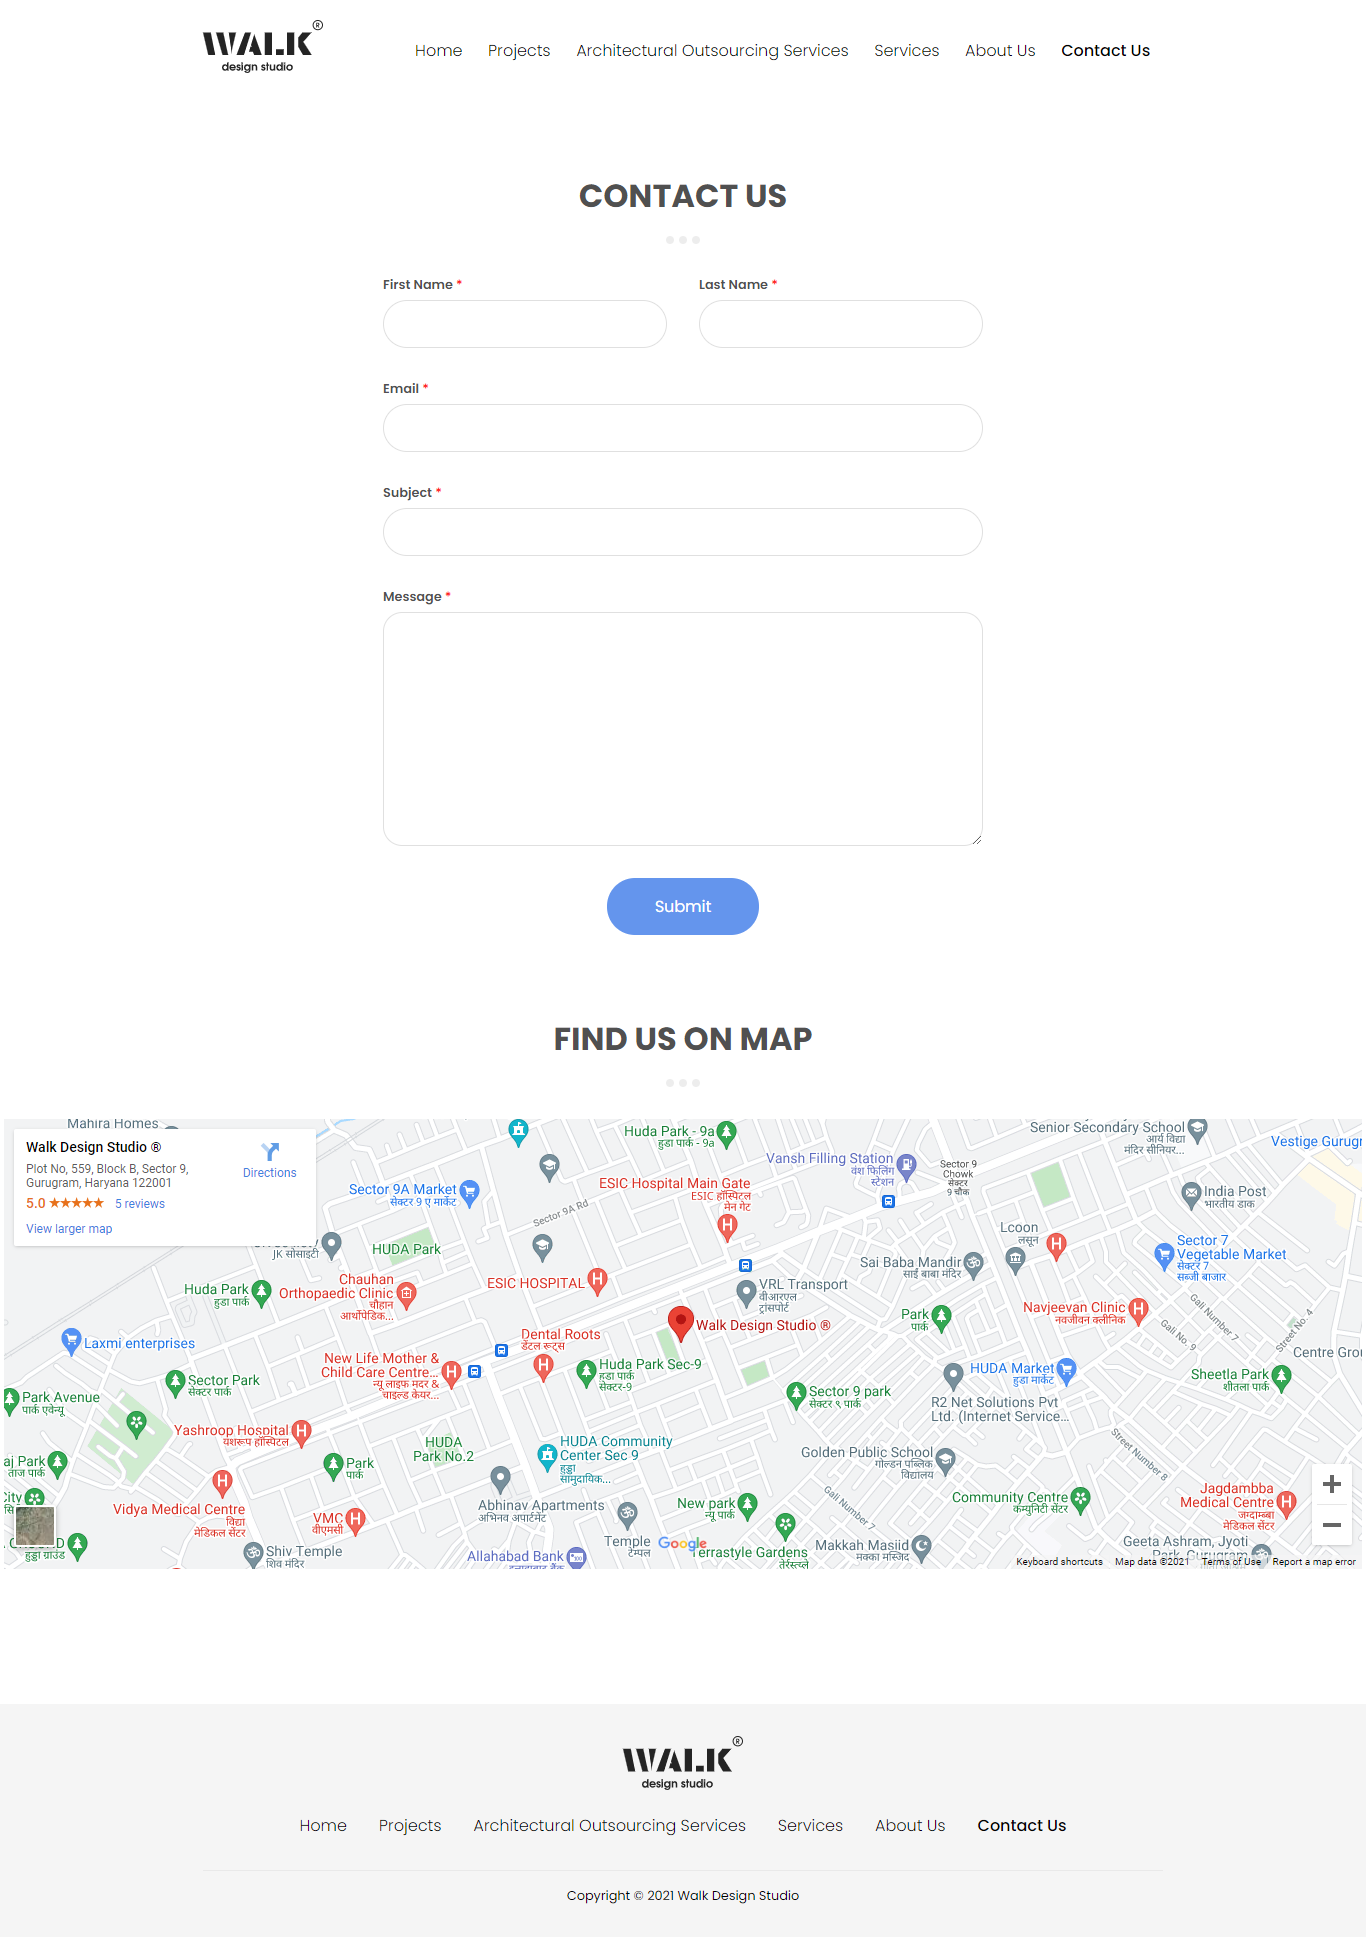 WALK ®
design studio
Home Projects Architectural Outsourcing Services Services About Us Contact Us
CONTACT US
First Name * Last Name *
Email *
Subject *
Message *
Submit
FIND US ON MAP
Walk Design Studio ®
Plot No, 559, Block B, Sector 9,
Gurugram, Haryana 122001
Directions
5.0 ★★★★★ 5 reviews
View larger map
Mahira Homes
Huda Park - 9a
हुडा पार्क - 9a
Senior Secondary School
आर्य विद्या
मंदिर सीनियर...
Vestige Gurugr
Vansh Filling Station
वंश फिलिंग
स्टेशन
Sector 9
Chowk
सेक्टर
9 चौक
Sector 9A Market
सेक्टर 9 ए मार्केट
Sector 9A Rd
ESIC Hospital Main Gate
ESIC हॉस्पिटल
मेन गेट
India Post
भारतीय डाक
JK सोसाइटी
HUDA Park
Lcoon
लसून
Sector 7
Vegetable Market
सेक्टर 7
सब्जी बाजार
Sai Baba Mandir
साईं बाबा मंदिर
Huda Park
हुडा पार्क
Chauhan
Orthopaedic Clinic
चौहान
आर्थोपेडिक...
ESIC HOSPITAL
VRL Transport
वीआरएल
ट्रांसपोर्ट
Park
पार्क
Navjeevan Clinic
नवजीवन क्लीनिक
Gali Number 7
Gali No. 9
Street No. 4
Walk Design Studio ®
Laxmi enterprises
Dental Roots
डेंटल रूट्स
Centre Grou
New Life Mother &
Child Care Centre...
न्यू लाइफ मदर &
चाइल्ड केयर...
Huda Park Sec-9
हुडा पार्क
सेक्टर-9
HUDA Market
हुडा मार्केट
Sheetla Park
शीतला पार्क
Sector Park
सेक्टर पार्क
Park Avenue
पार्क एवेन्यू
Sector 9 park
सेक्टर ९ पार्क
R2 Net Solutions Pvt
Ltd. (Internet Service...
Yashroop Hospital
यशरूप हॉस्पिटल
HUDA
Park No.2
HUDA Community
Center Sec 9
हुड्डा
सामुदायिक...
Golden Public School
गोल्डन पब्लिक
विद्यालय
Street Number 8
aj Park
ताज पार्क
Park
पार्क
Vidya Medical Centre
विद्या
मेडिकल सेंटर
Abhinav Apartments
अभिनव अपार्टमेंट
New park
न्यू पार्क
Gali Number 7
Community Centre
कम्युनिटी सेंटर
Jagdambba
Medical Centre
जगदाम्बा
मेडिकल सेंटर
City
VMC
वीएमसी
Temple
टेम्पल
Google
Terrastyle Gardens
तेरेस्त्य्ले
Makkah Masjid
मक्का मस्जिद
Geeta Ashram, Jyoti
Park, Gurugram
हुड्डा ग्राउंड
Shiv Temple
शिव मंदिर
Allahabad Bank
इलाहाबाद बैंक
Keyboard shortcuts Map data ©2021 Terms of Use Report a map error
WALK ®
design studio
Home Projects Architectural Outsourcing Services Services About Us Contact Us
Copyright © 2021 Walk Design Studio